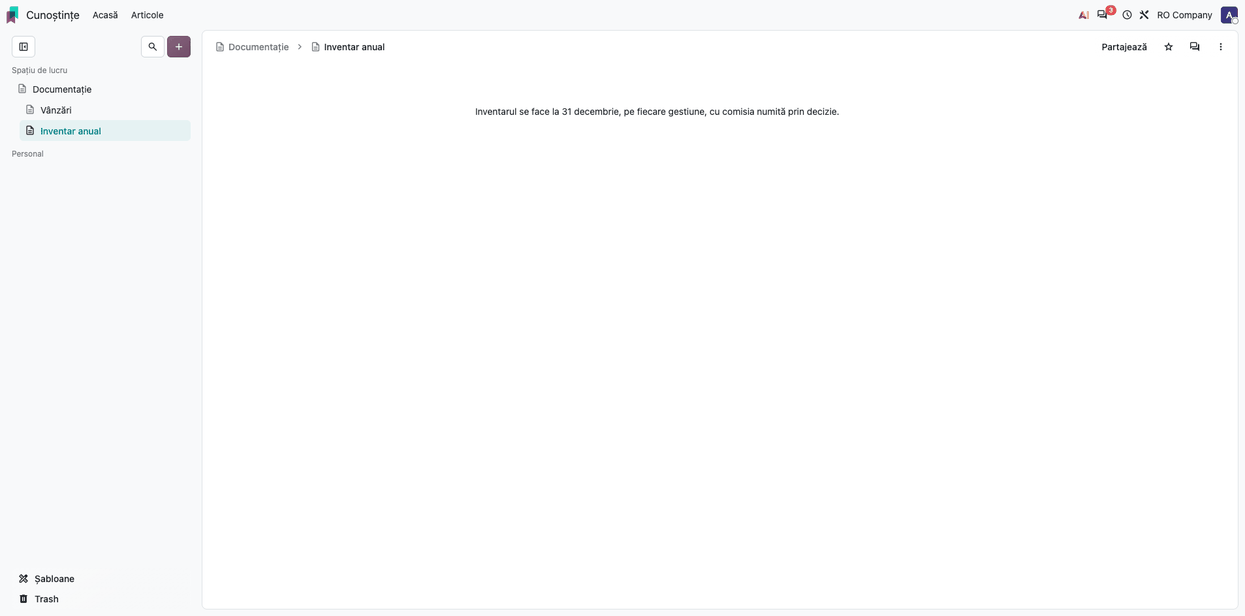 Cunoștințe
Acasă
Articole
3
RO Company
A
Spațiu de lucru
Documentație
Vânzări
Inventar anual
Personal
Șabloane
Trash
Documentație
Inventar anual
Partajează
Inventarul se face la 31 decembrie, pe fiecare gestiune, cu comisia numită prin decizie.